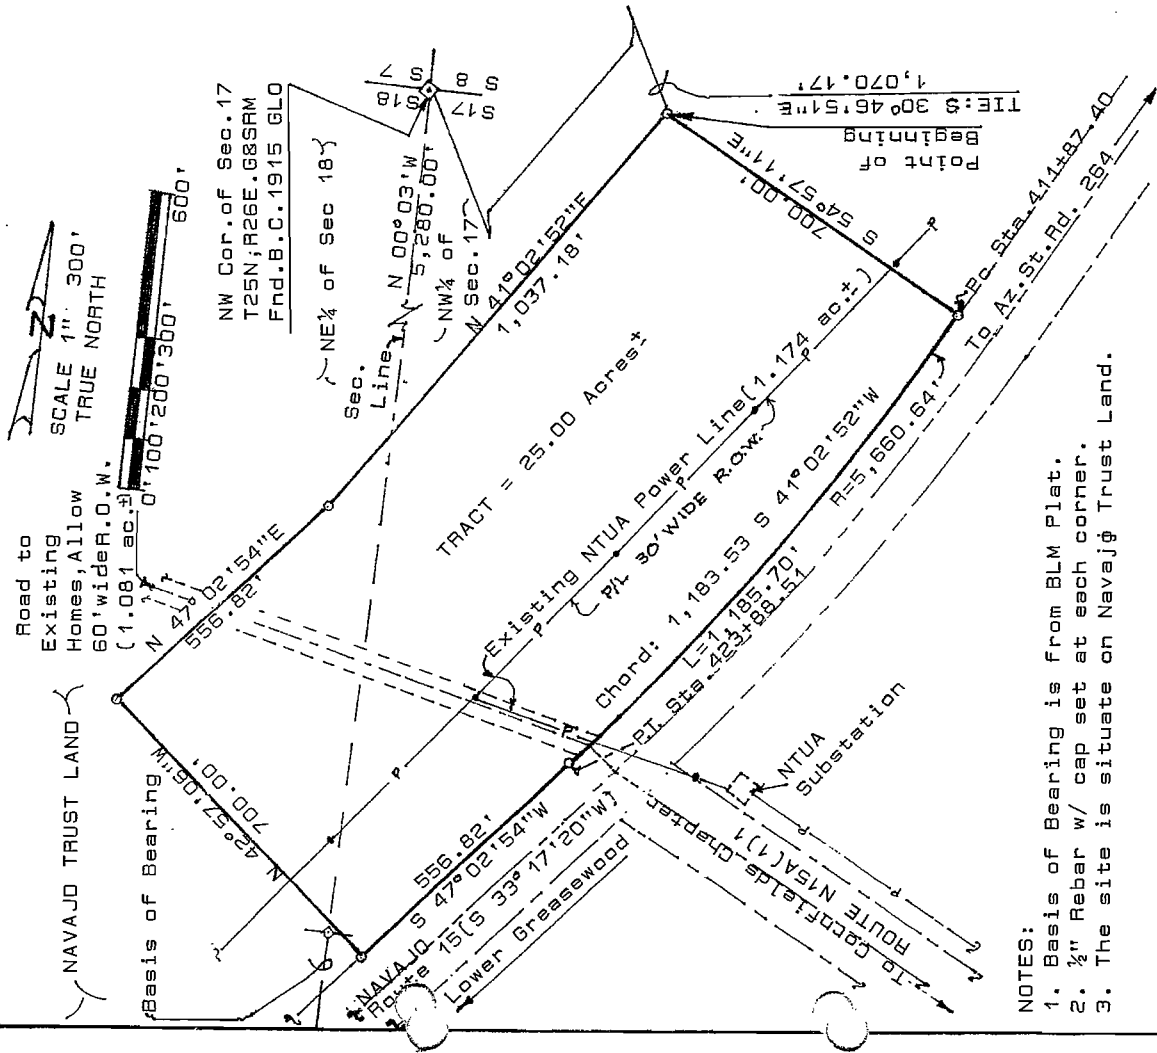 Z
SCALE 1" 300'
TRUE NORTH
0' 100' 200' 300' 600'
Road to
Existing
Homes, Allow
60' wide R.O.W.
(1.081 ac.±)
NAVAJO TRUST LAND
Basis of Bearing
NW Cor. of Sec. 17
T25N; R26E. G&SRM
Fnd. B.C. 1915 GLO
S 7
S18
S 8
S17
NE¼ of Sec 18
Sec.
Line
N 00° 03' W
5,280.00'
NW¼ of
Sec. 17
N 47° 02' 54"E
556.82'
N 41° 02' 52"E
1,037.18'
N 42° 57' 06"W
700.00'
TRACT = 25.00 Acres±
S 54° 57' 11"E
700.00'
Point of
Beginning
TIE: S 30° 46' 51"E
1,070.17'
Existing NTUA Power Line (1.174 ac.±)
P/L 30' WIDE R.O.W.
P
P
P
P
P
P
P
P
P
Chord: 1,183.53 S 41° 02' 52"W
L=1,185.70'
R=5,660.64'
PT Sta. 423+88.51
Pc Sta. 411+87.40
To Az. St. Rd. 264
556.82'
S 47° 02' 54"W
NAVAJO
Route 15 (S 33° 17' 20"W)
Lower Greasewood
To Cornfields Chapter
ROUTE N15A(1)1
NTUA
Substation
NOTES:
1. Basis of Bearing is from BLM Plat.
2. ½" Rebar w/ cap set at each corner.
3. The site is situate on Navajo Trust Land.